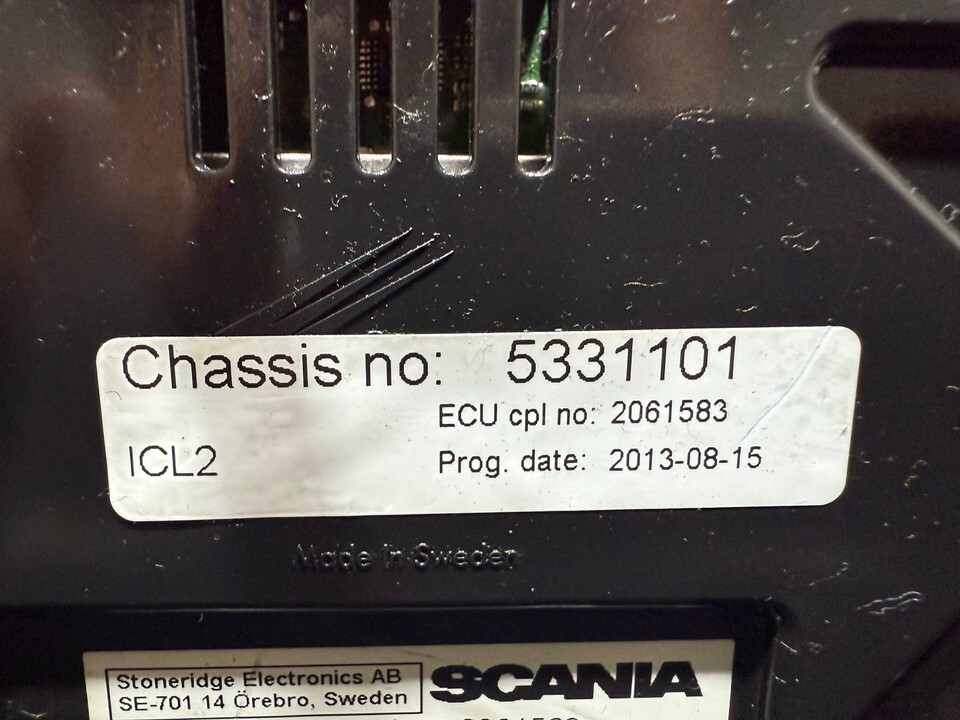 Chassis no: 5331101
ECU cpl no: 2061583
ICL2 Prog. date: 2013-08-15
Made in Sweden
Stoneridge Electronics AB
SE-701 14 Örebro, Sweden
SCANIA